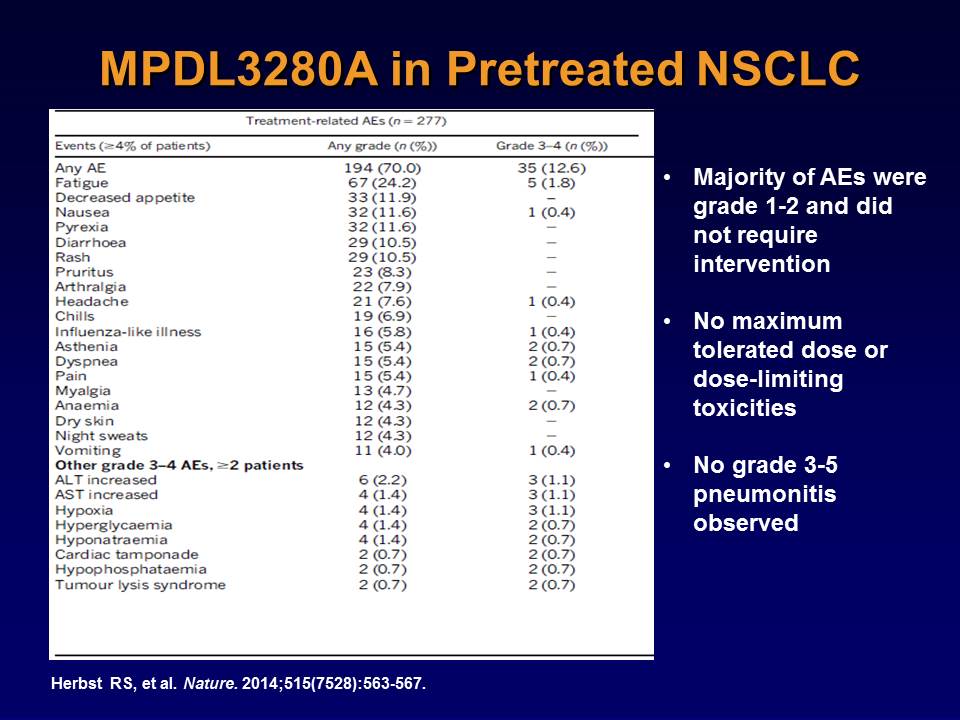 MPDL3280A in Pretreated NSCLC
Treatment-related AEs (n = 277)
Events (≥4% of patients) Any grade (n (%)) Grade 3–4 (n (%))
Any AE 194 (70.0) 35 (12.6)
Fatigue 67 (24.2) 5 (1.8)
Decreased appetite 33 (11.9) –
Nausea 32 (11.6) 1 (0.4)
Pyrexia 32 (11.6) –
Diarrhoea 29 (10.5) –
Rash 29 (10.5) –
Pruritus 23 (8.3) –
Arthralgia 22 (7.9) –
Headache 21 (7.6) 1 (0.4)
Chills 19 (6.9) –
Influenza-like illness 16 (5.8) 1 (0.4)
Asthenia 15 (5.4) 2 (0.7)
Dyspnea 15 (5.4) 2 (0.7)
Pain 15 (5.4) 1 (0.4)
Myalgia 13 (4.7) –
Anaemia 12 (4.3) 2 (0.7)
Dry skin 12 (4.3) –
Night sweats 12 (4.3) –
Vomiting 11 (4.0) 1 (0.4)
Other grade 3–4 AEs, ≥2 patients
ALT increased 6 (2.2) 3 (1.1)
AST increased 4 (1.4) 3 (1.1)
Hypoxia 4 (1.4) 3 (1.1)
Hyperglycaemia 4 (1.4) 2 (0.7)
Hyponatraemia 4 (1.4) 2 (0.7)
Cardiac tamponade 2 (0.7) 2 (0.7)
Hypophosphataemia 2 (0.7) 2 (0.7)
Tumour lysis syndrome 2 (0.7) 2 (0.7)
• Majority of AEs were
grade 1-2 and did
not require
intervention
• No maximum
tolerated dose or
dose-limiting
toxicities
• No grade 3-5
pneumonitis
observed
Herbst RS, et al. Nature. 2014;515(7528):563-567.